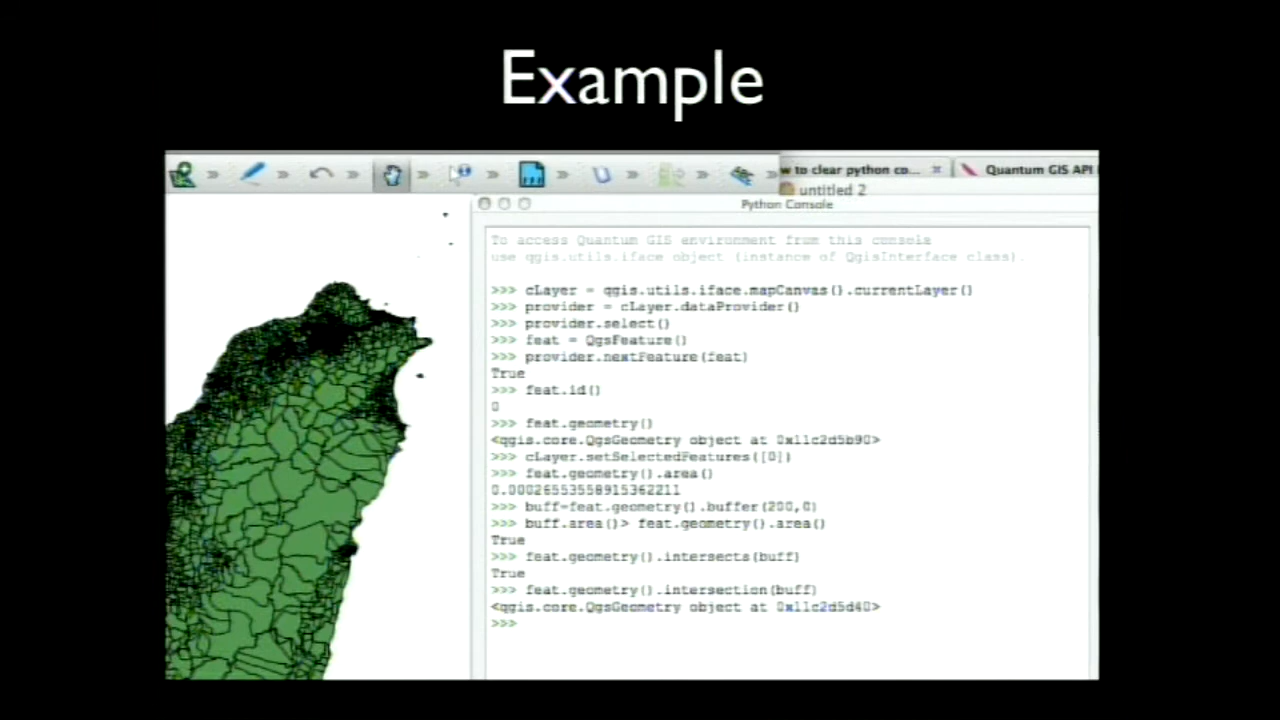 Example
w to clear python co...
Quantum GIS API
untitled 2
Python Console
To access Quantum GIS environment from this console
use qgis.utils.iface object (instance of QgisInterface class).
>>> cLayer = qgis.utils.iface.mapCanvas().currentLayer()
>>> provider = cLayer.dataProvider()
>>> provider.select()
>>> feat = QgsFeature()
>>> provider.nextFeature(feat)
True
>>> feat.id()
0
>>> feat.geometry()
<qgis.core.QgsGeometry object at 0x11c2d5b90>
>>> cLayer.setSelectedFeatures([0])
>>> feat.geometry().area()
0.00026553558915362211
>>> buff=feat.geometry().buffer(200,0)
>>> buff.area()> feat.geometry().area()
True
>>> feat.geometry().intersects(buff)
True
>>> feat.geometry().intersection(buff)
<qgis.core.QgsGeometry object at 0x11c2d5d40>
>>>